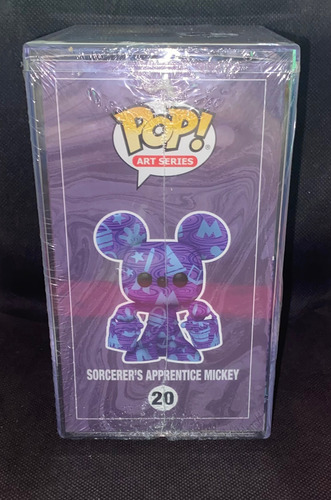 POP!
ART SERIES
M
SORCERER'S APPRENTICE MICKEY
20